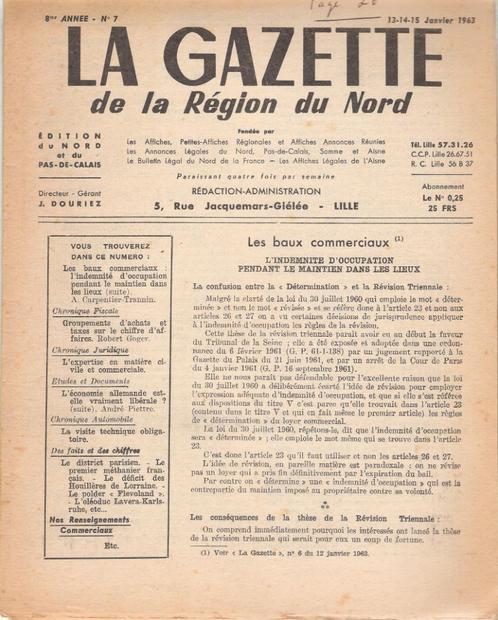 Page 20
8me ANNEE - N° 7
13-14-15 Janvier 1963
LA GAZETTE
de la Région du Nord
ÉDITION
du NORD
et du
PAS-DE-CALAIS
Directeur - Gérant
J. DOURIEZ
Fondée par
Les Affiches, Petites-Affiches Régionales et Affiches Annonces Réunies
Les Annonces Légales du Nord, Pas-de-Calais, Somme et Aisne
Le Bulletin Légal du Nord de la France — Les Affiches Légales de l'Aisne
Paraissant quatre fois par semaine
RÉDACTION-ADMINISTRATION
5, Rue Jacquemars-Giélée - LILLE
Tél. Lille 57.31.26
C.C.P. Lille 26.67.51
R. C. Lille 56 B 37
Abonnement
Le N° 0,25
25 FRS
VOUS TROUVEREZ
DANS CE NUMERO :
Les baux commerciaux :
l'indemnité d'occupation
pendant le maintien dans
les lieux (suite).
A. Carpentier-Trannin.
Chronique Fiscale
Groupements d'achats et
taxes sur le chiffre d'af-
faires. Robert Goger.
Chronique Juridique
L'expertise en matière ci-
vile et commerciale.
Etudes et Documents
L'économie allemande est-
elle vraiment libérale ?
(suite). André Piettre.
Chronique Automobile
La visite technique obliga-
toire.
Des faits et des chiffres
Le district parisien. - Le
premier méthanier fran-
çais. - Le déficit des
Houillères de Lorraine. -
Le polder « Flevoland ».
- L'oléoduc Lavera-Karls-
ruhe, etc...
Nos Renseignements
Commerciaux
Etc.
Les baux commerciaux (1)
L'INDEMNITE D'OCCUPATION
PENDANT LE MAINTIEN DANS LES LIEUX
La confusion entre la « Détermination » et la Révision Triennale :
Malgré la clarté de la loi du 30 juillet 1960 qui emploie le mot « déter-
minée » et non le mot « révisée » et se réfère donc à l'article 23 et non aux
articles 26 et 27 on a vu certaines décisions de jurisprudence appliquer
à l'indemnité d'occupation les règles de la révision.
Cette thèse de la révision triennale paraît avoir eu au début la faveur
du Tribunal de la Seine ; elle a été exposée et adoptée dans une ordon-
nance du 6 février 1961 (G. P. 61-1-138) par un jugement rapporté à la
Gazette du Palais du 21 juin 1961, et par un arrêt de la Cour de Paris
du 4 janvier 1961 (G. P. 16 septembre 1961).
Elle ne nous paraît pas défendable pour l'excellente raison que la loi
du 30 juillet 1960 a délibérément écarté l'idée de révision pour employer
l'expression adéquate d'indemnité d'occupation, et que si elle s'est référée
aux dispositions du titre V c'est parce qu'elle trouvait dans l'article 23
(contenu dans le titre V et qui en fait même le premier article) les règles
de « détermination » du loyer commercial.
La loi du 30 juillet 1960, répétons-le, dit que l'indemnité d'occupation
sera « déterminée » ; elle emploie le même mot qui se trouve dans l'article
23.
C'est donc l'article 23 qu'il faut utiliser et non les articles 26 et 27.
L'idée de révision, en pareille matière est paradoxale : on ne révise
pas un loyer qui a pris fin définitivement par l'expiration du bail.
Par contre on « détermine » une « indemnité d'occupation » qui est la
contrepartie du maintien imposé au propriétaire contre sa volonté.
Les conséquences de la thèse de la Révision Triennale :
On comprend immédiatement pourquoi les intéressés ont lancé la thèse
de la révision triennale qui serait pour eux un coup de fortune.
(1) Voir « La Gazette », n° 6 du 12 janvier 1963.